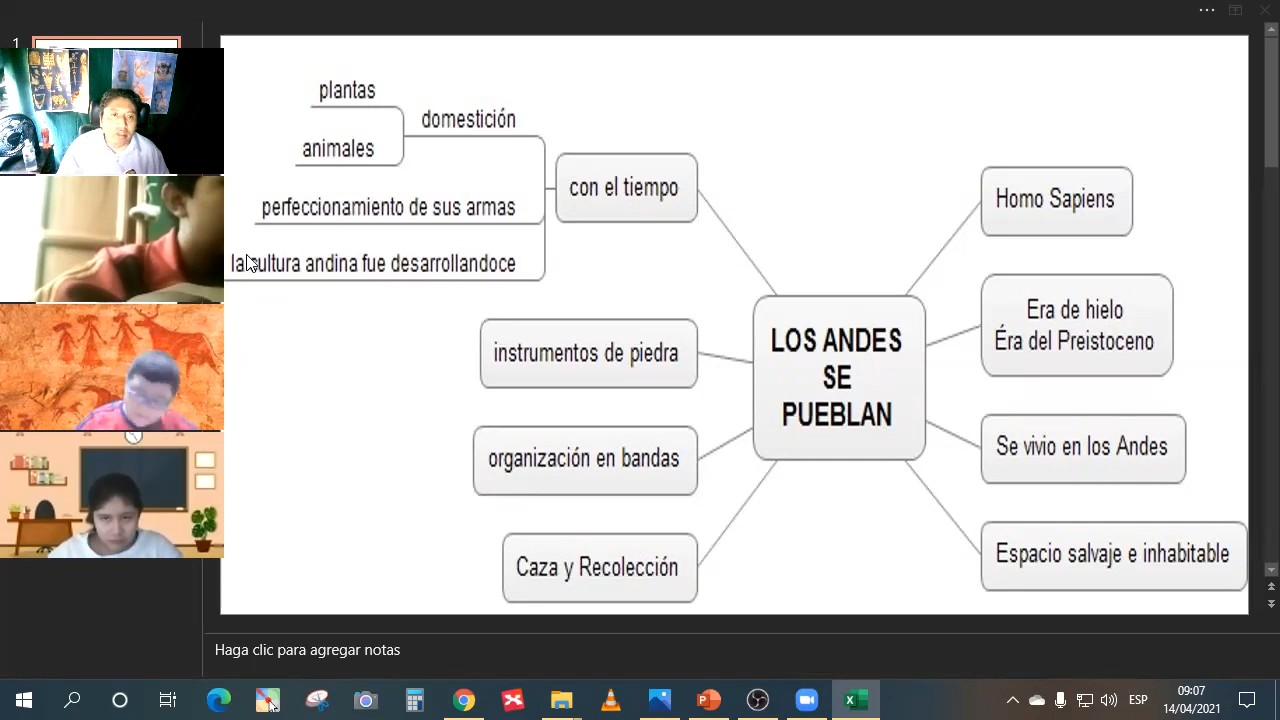 1
plantas
domestición
animales
con el tiempo
perfeccionamiento de sus armas
la cultura andina fue desarrollandoce
instrumentos de piedra
organización en bandas
Caza y Recolección
LOS ANDES
SE
PUEBLAN
Homo Sapiens
Era de hielo
Éra del Preistoceno
Se vivio en los Andes
Espacio salvaje e inhabitable
Haga clic para agregar notas
ESP
09:07
14/04/2021